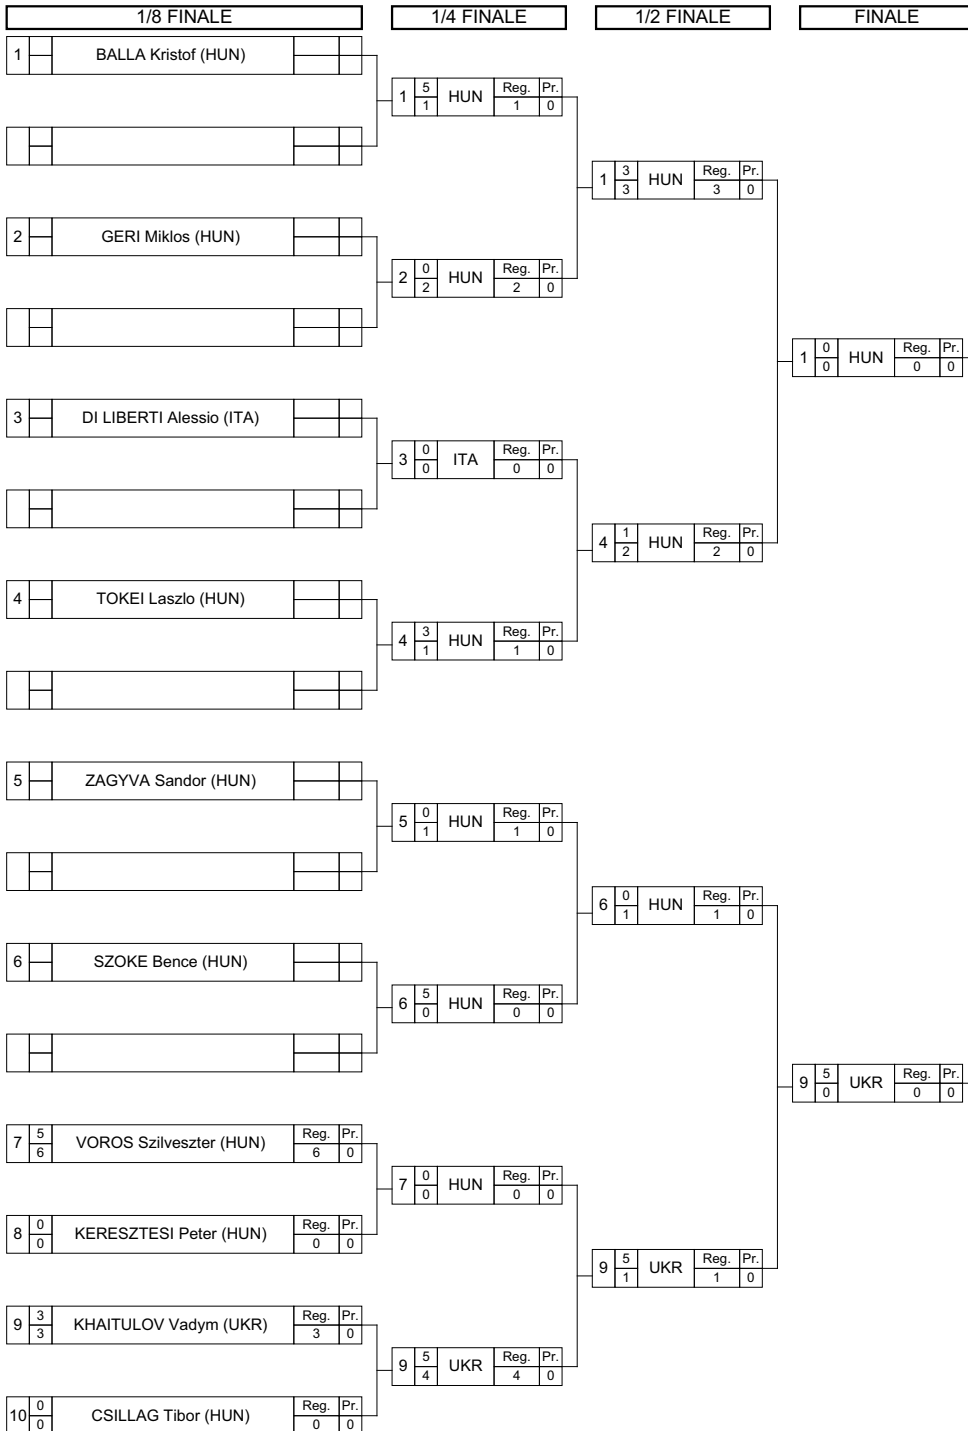 1/8 FINALE 1/4 FINALE 1/2 FINALE FINALE
1 BALLA Kristof (HUN)
1 5 1 HUN Reg. 1 Pr. 0
1 3 3 HUN Reg. 3 Pr. 0
2 GERI Miklos (HUN)
2 0 2 HUN Reg. 2 Pr. 0
1 0 0 HUN Reg. 0 Pr. 0
3 DI LIBERTI Alessio (ITA)
3 0 0 ITA Reg. 0 Pr. 0
4 1 2 HUN Reg. 2 Pr. 0
4 TOKEI Laszlo (HUN)
4 3 1 HUN Reg. 1 Pr. 0
5 ZAGYVA Sandor (HUN)
5 0 1 HUN Reg. 1 Pr. 0
6 0 1 HUN Reg. 1 Pr. 0
6 SZOKE Bence (HUN)
6 5 0 HUN Reg. 0 Pr. 0
9 5 0 UKR Reg. 0 Pr. 0
7 5 6 VOROS Szilveszter (HUN) Reg. 6 Pr. 0
7 0 0 HUN Reg. 0 Pr. 0
8 0 0 KERESZTESI Peter (HUN) Reg. 0 Pr. 0
9 5 1 UKR Reg. 1 Pr. 0
9 3 3 KHAITULOV Vadym (UKR) Reg. 3 Pr. 0
9 5 4 UKR Reg. 4 Pr. 0
10 0 0 CSILLAG Tibor (HUN) Reg. 0 Pr. 0